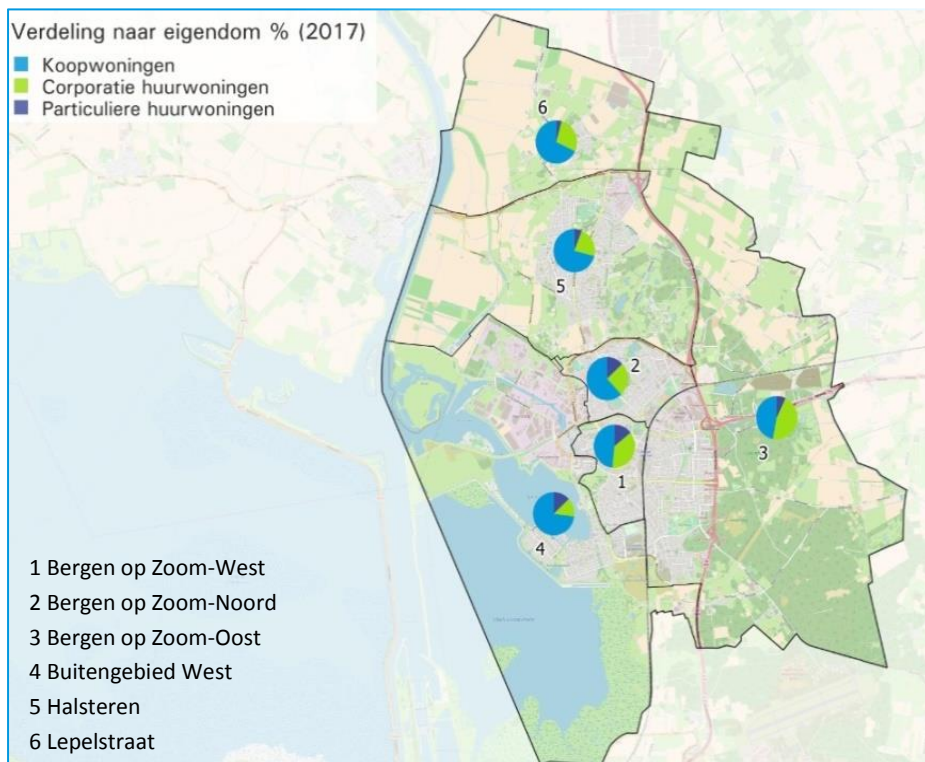 Verdeling naar eigendom % (2017)
Koopwoningen
Corporatie huurwoningen
Particuliere huurwoningen
6
5
2
3
1
4
1 Bergen op Zoom-West
2 Bergen op Zoom-Noord
3 Bergen op Zoom-Oost
4 Buitengebied West
5 Halsteren
6 Lepelstraat